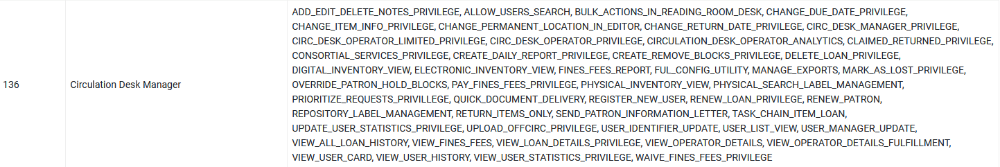 ADD_EDIT_DELETE_NOTES_PRIVILEGE, ALLOW_USERS_SEARCH, BULK_ACTIONS_IN_READING_ROOM_DESK, CHANGE_DUE_DATE_PRIVILEGE,
CHANGE_ITEM_INFO_PRIVILEGE, CHANGE_PERMANENT_LOCATION_IN_EDITOR, CHANGE_RETURN_DATE_PRIVILEGE, CIRC_DESK_MANAGER_PRIVILEGE,
CIRC_DESK_OPERATOR_LIMITED_PRIVILEGE, CIRC_DESK_OPERATOR_PRIVILEGE, CIRCULATION_DESK_OPERATOR_ANALYTICS, CLAIMED_RETURNED_PRIVILEGE,
CONSORTIAL_SERVICES_PRIVILEGE, CREATE_DAILY_REPORT_PRIVILEGE, CREATE_REMOVE_BLOCKS_PRIVILEGE, DELETE_LOAN_PRIVILEGE,
DIGITAL_INVENTORY_VIEW, ELECTRONIC_INVENTORY_VIEW, FINES_FEES_REPORT, FUL_CONFIG_UTILITY, MANAGE_EXPORTS, MARK_AS_LOST_PRIVILEGE,
136 Circulation Desk Manager OVERRIDE_PATRON_HOLD_BLOCKS, PAY_FINES_FEES_PRIVILEGE, PHYSICAL_INVENTORY_VIEW, PHYSICAL_SEARCH_LABEL_MANAGEMENT,
PRIORITIZE_REQUESTS_PRIVILLEGE, QUICK_DOCUMENT_DELIVERY, REGISTER_NEW_USER, RENEW_LOAN_PRIVILEGE, RENEW_PATRON,
REPOSITORY_LABEL_MANAGEMENT, RETURN_ITEMS_ONLY, SEND_PATRON_INFORMATION_LETTER, TASK_CHAIN_ITEM_LOAN,
UPDATE_USER_STATISTICS_PRIVILEGE, UPLOAD_OFFCIRC_PRIVILEGE, USER_IDENTIFIER_UPDATE, USER_LIST_VIEW, USER_MANAGER_UPDATE,
VIEW_ALL_LOAN_HISTORY, VIEW_FINES_FEES, VIEW_LOAN_DETAILS_PRIVILEGE, VIEW_OPERATOR_DETAILS, VIEW_OPERATOR_DETAILS_FULFILLMENT,
VIEW_USER_CARD, VIEW_USER_HISTORY, VIEW_USER_STATISTICS_PRIVILEGE, WAIVE_FINES_FEES_PRIVILEGE